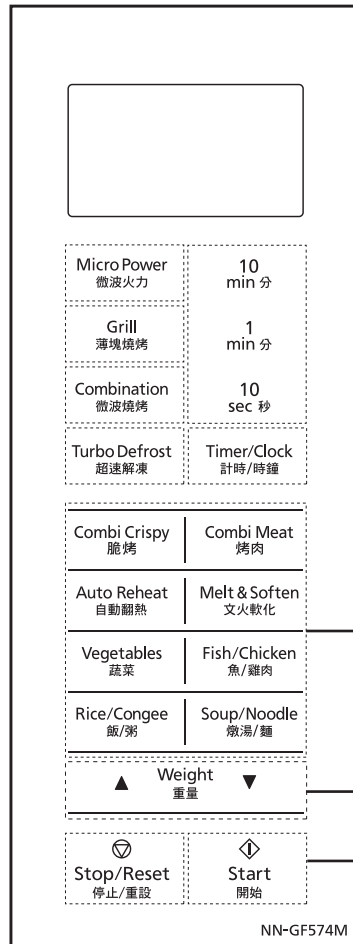 Micro Power
微波火力
10
min 分
Grill
薄塊燒烤
1
min 分
Combination
微波燒烤
10
sec 秒
Turbo Defrost
超速解凍
Timer/Clock
計時/時鐘
Combi Crispy
脆烤
Combi Meat
烤肉
Auto Reheat
自動翻熱
Melt & Soften
文火軟化
Vegetables
蔬菜
Fish/Chicken
魚/雞肉
Rice/Congee
飯/粥
Soup/Noodle
燉湯/麵
▲ Weight ▼
重量
Stop/Reset
停止/重設
Start
開始
NN-GF574M